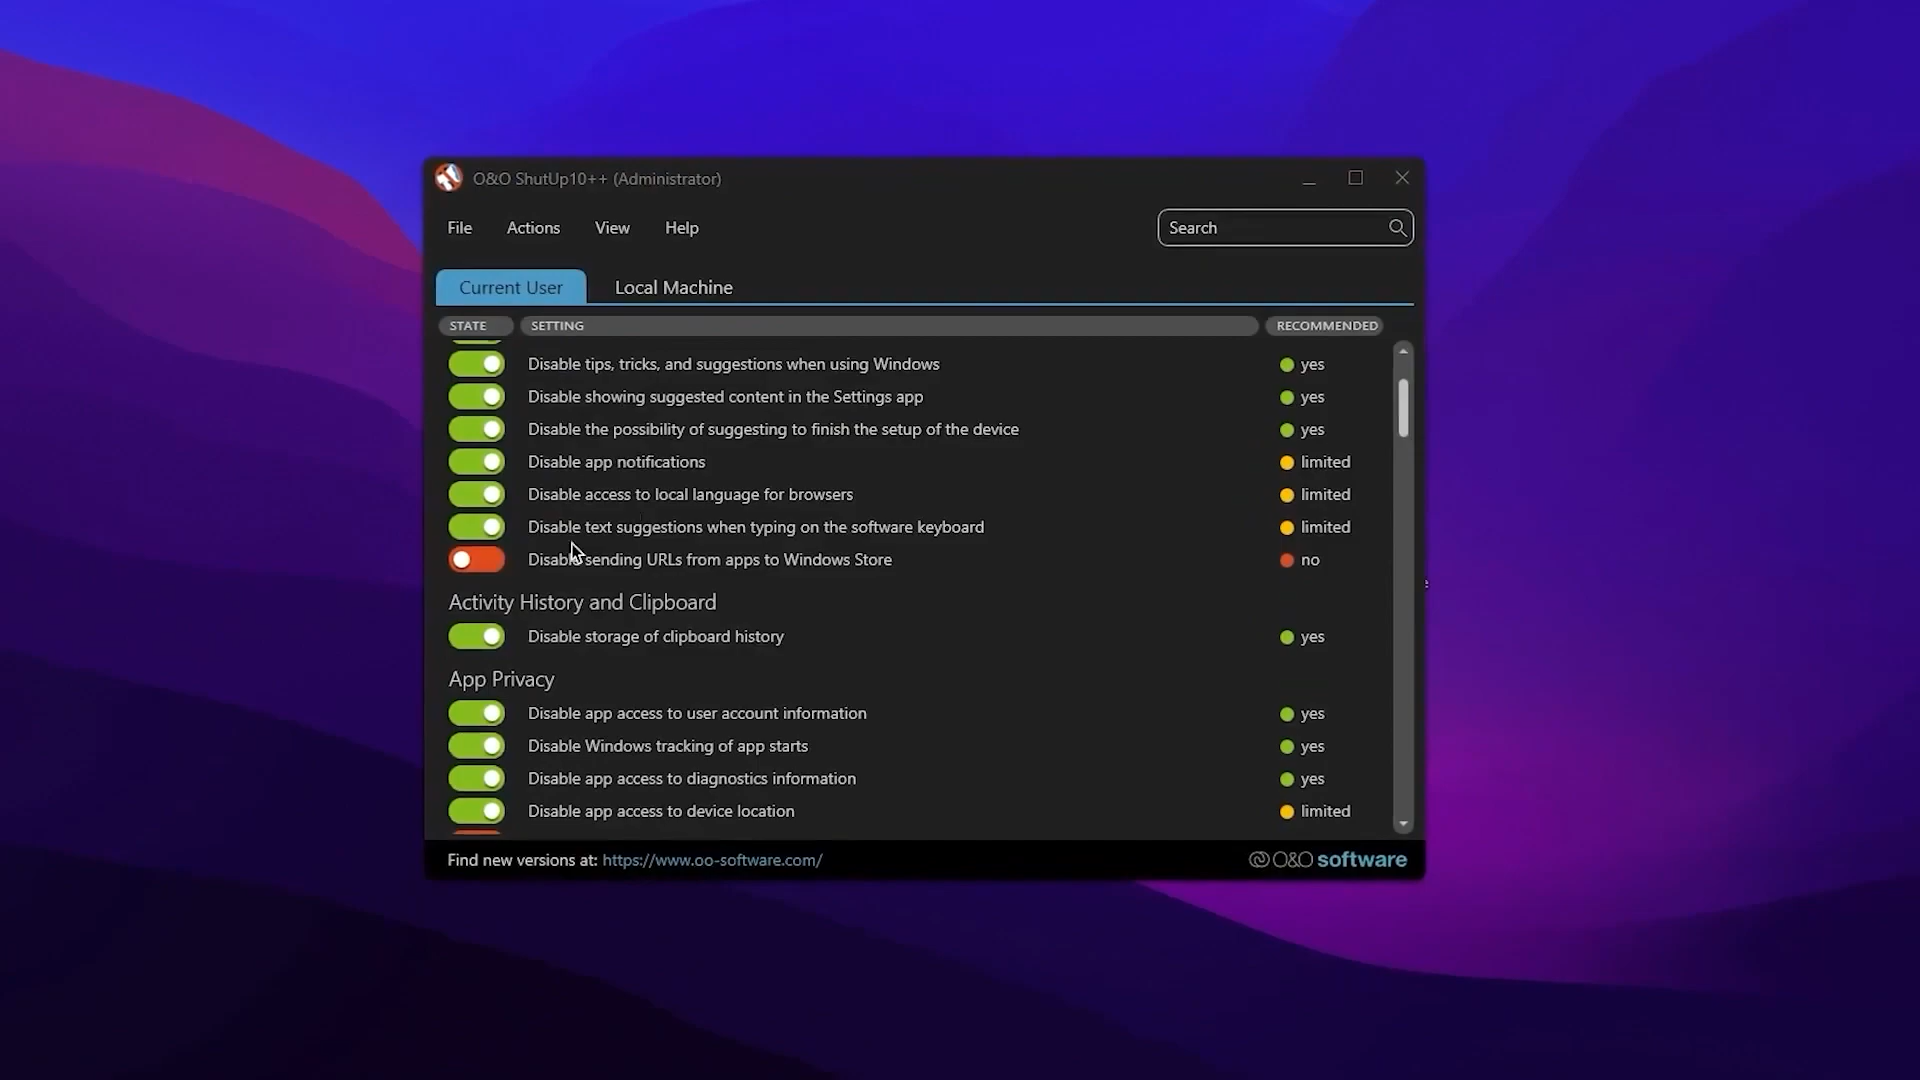 O&O ShutUp10++ (Administrator)
File Actions View Help Search
Current User Local Machine
STATE SETTING RECOMMENDED
Disable tips, tricks, and suggestions when using Windows yes
Disable showing suggested content in the Settings app yes
Disable the possibility of suggesting to finish the setup of the device yes
Disable app notifications limited
Disable access to local language for browsers limited
Disable text suggestions when typing on the software keyboard limited
Disable sending URLs from apps to Windows Store no
Activity History and Clipboard
Disable storage of clipboard history yes
App Privacy
Disable app access to user account information yes
Disable Windows tracking of app starts yes
Disable app access to diagnostics information yes
Disable app access to device location limited
Find new versions at: https://www.oo-software.com/ O&O software